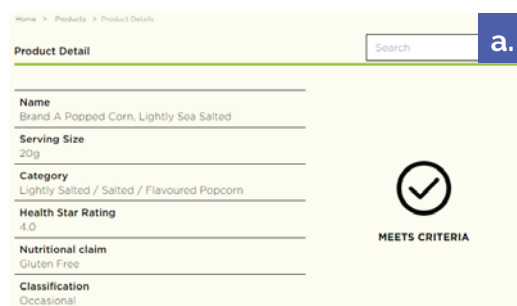 Home > Products > Product Details
Product Detail
Search
a.
Name
Brand A Popped Corn, Lightly Sea Salted
Serving Size
20g
Category
Lightly Salted / Salted / Flavoured Popcorn
Health Star Rating
4.0
Nutritional claim
Gluten Free
Classification
Occasional
MEETS CRITERIA